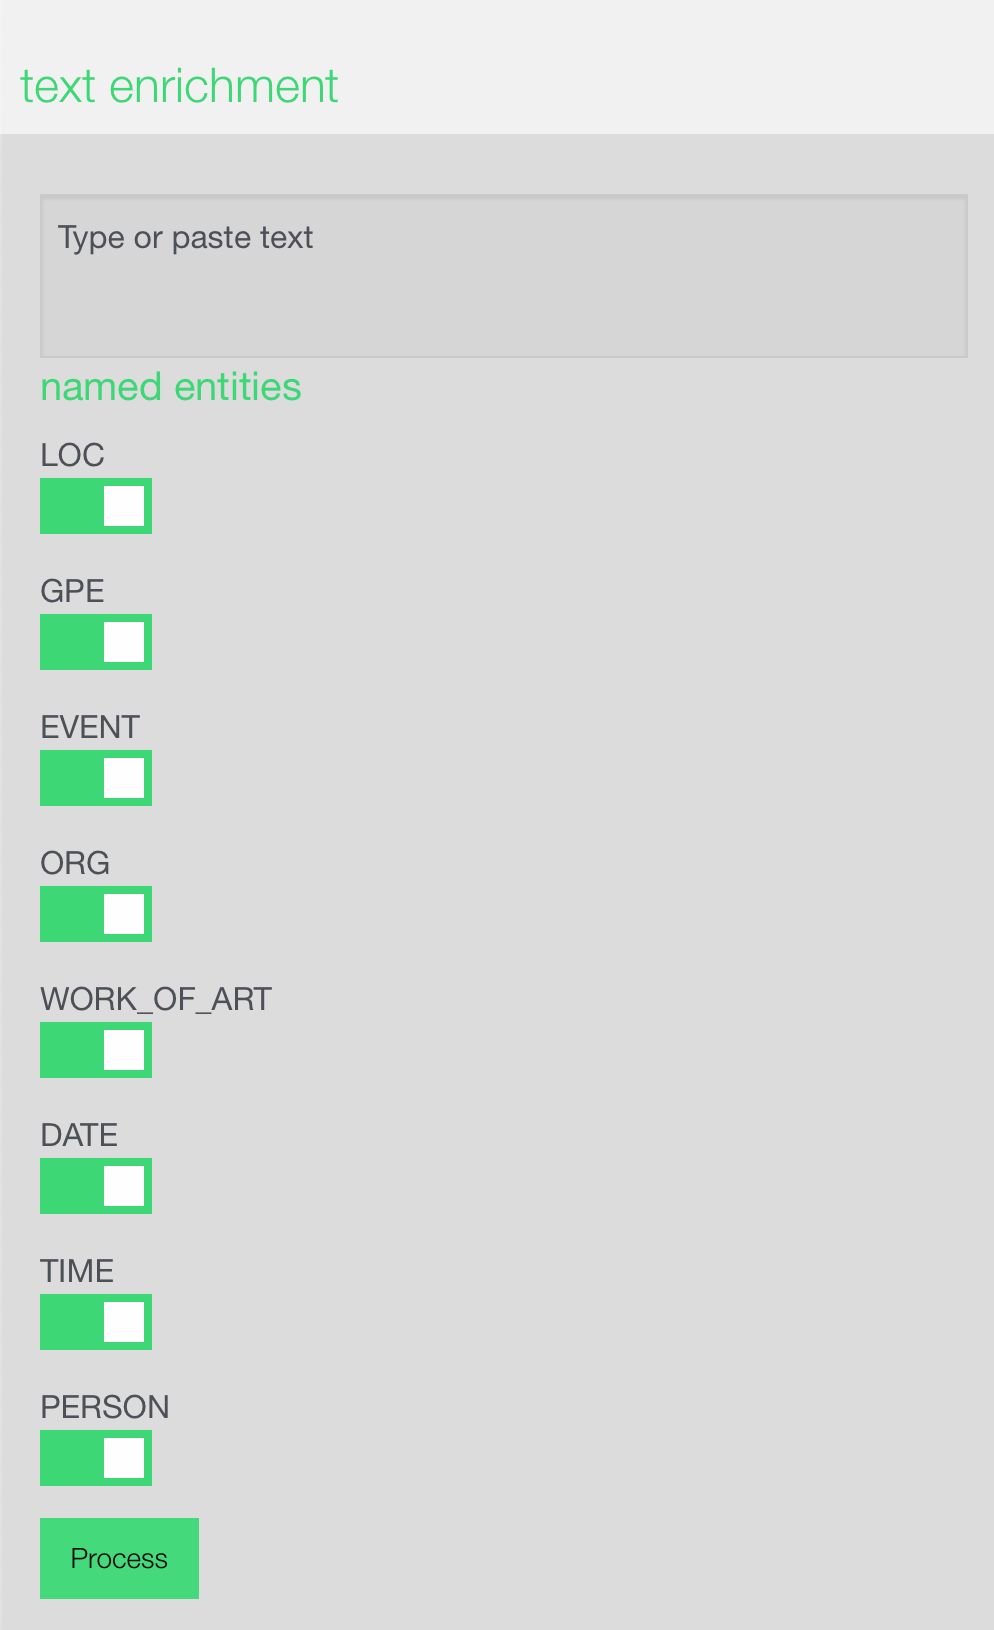 text enrichment
Type or paste text
named entities
LOC
GPE
EVENT
ORG
WORK_OF_ART
DATE
TIME
PERSON
Process